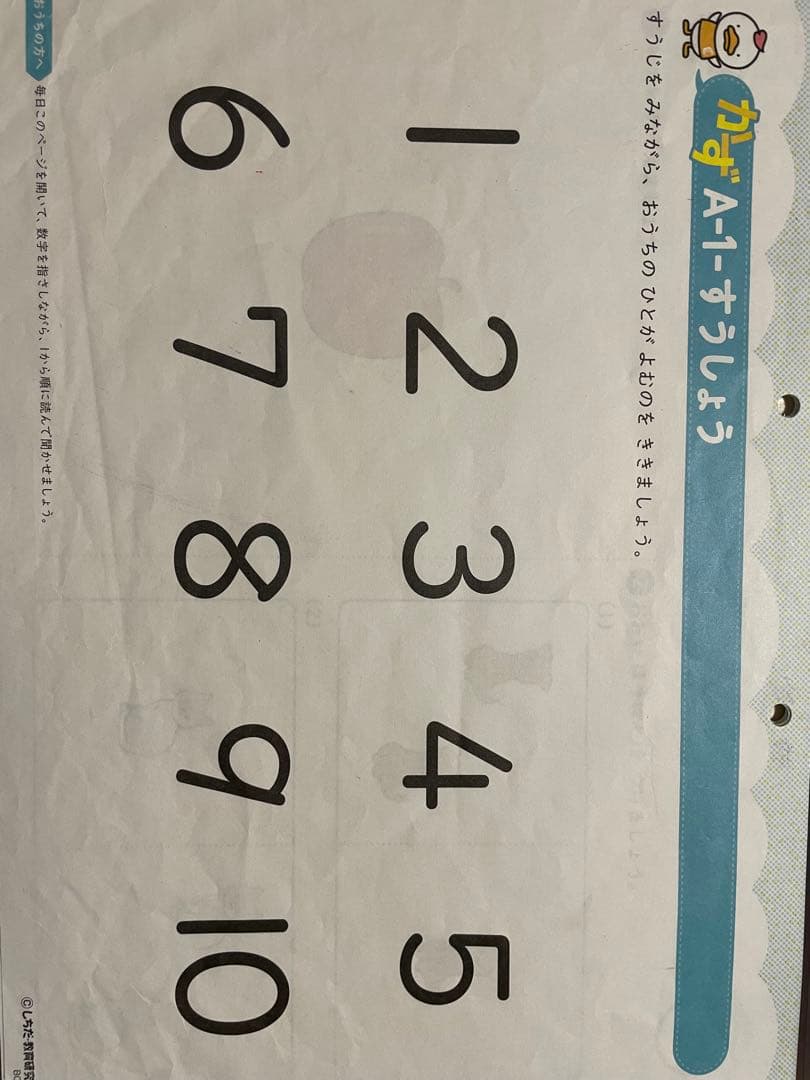 かず A-1-すうしょう
すうじを みながら、おうちの ひとが よむのを ききましょう。
1 2 3 4 5
6 7 8 9 10
おうちの方へ 毎日このページを開いて、数字を指さしながら、1から順に読んで聞かせましょう。
©しちだ・教育研究